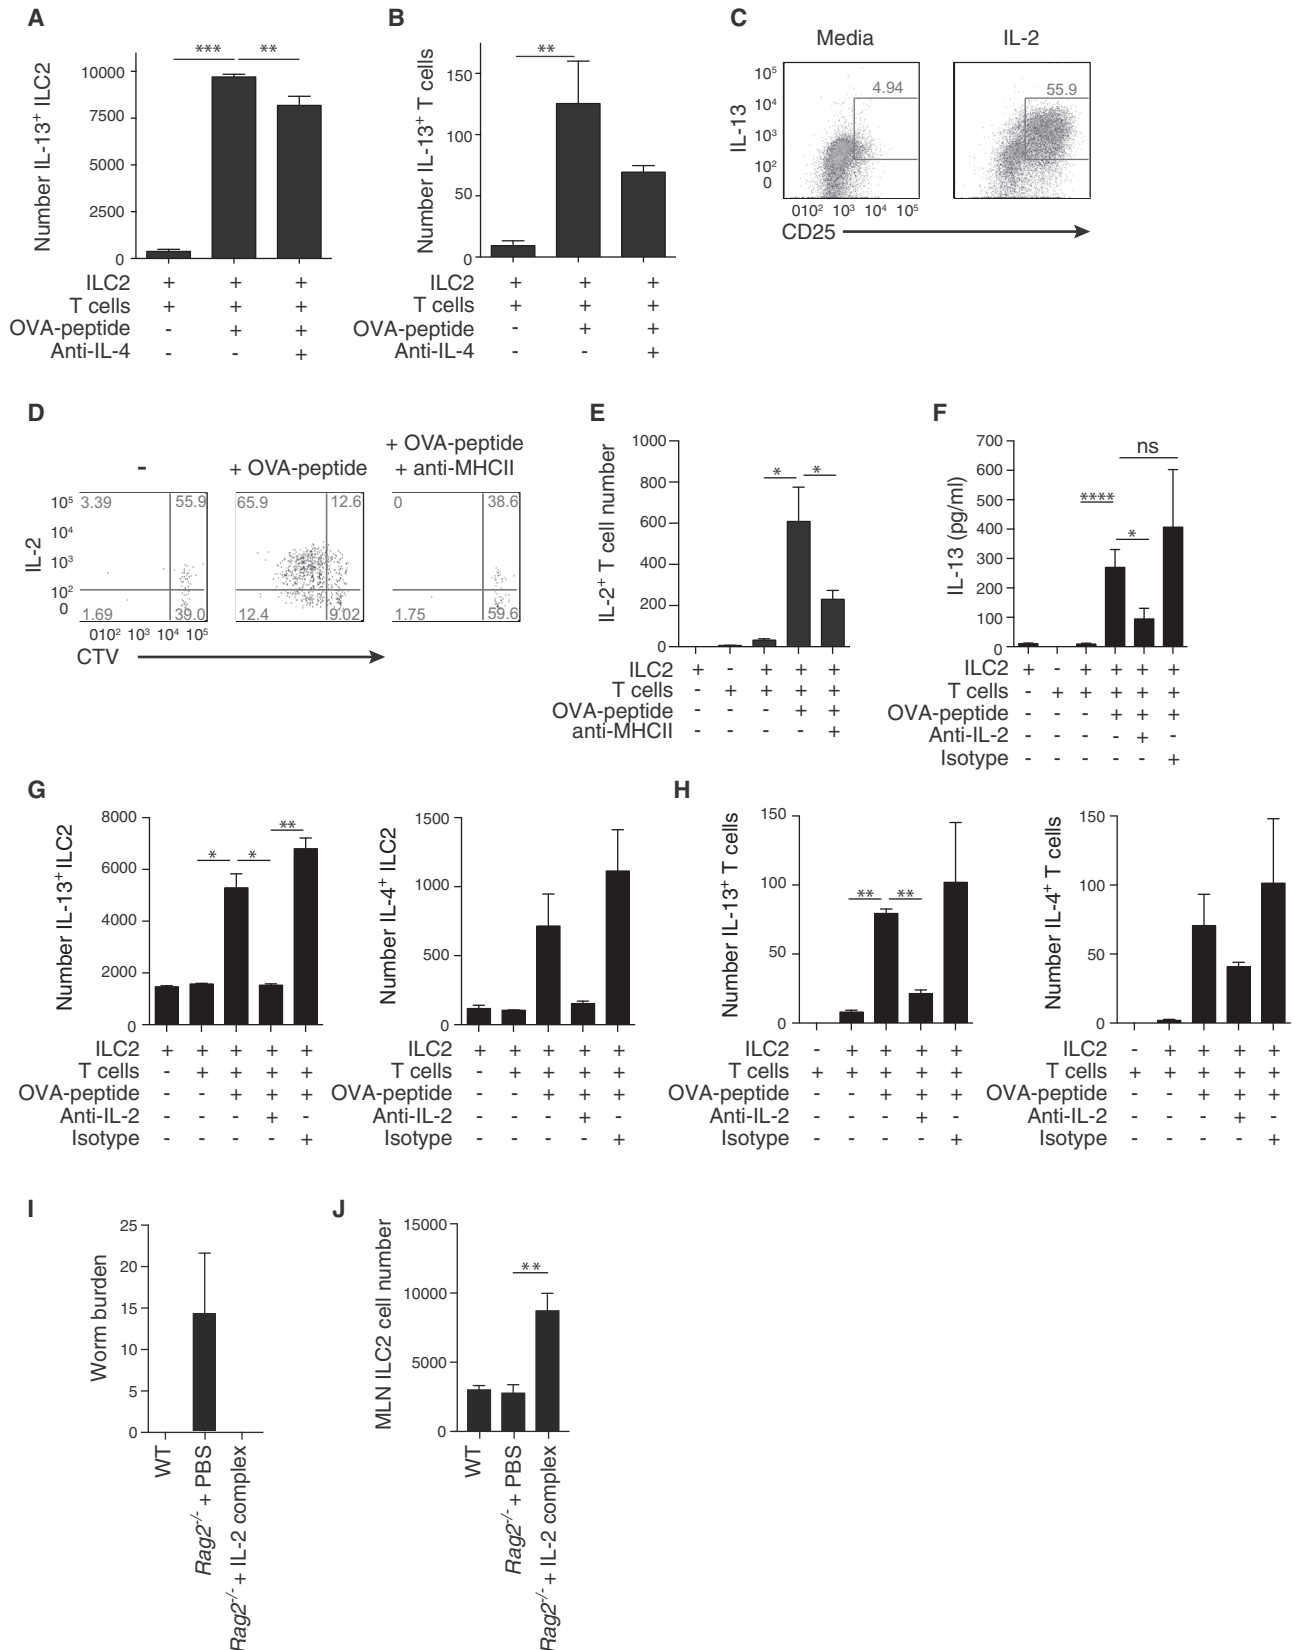 A
Number IL-13⁺ ILC2
10000
7500
5000
2500
0
*** **
ILC2 + + +
T cells + + +
OVA-peptide - + +
Anti-IL-4 - - +
B
Number IL-13⁺ T cells
150
100
50
0
**
ILC2 + + +
T cells + + +
OVA-peptide - + +
Anti-IL-4 - - +
C
Media IL-2
IL-13
10⁵
10⁴
10³
10²
0
4.94 55.9
010² 10³ 10⁴ 10⁵
CD25
D
- + OVA-peptide + OVA-peptide
+ anti-MHCII
IL-2
10⁵
10⁴
10³
10²
0
3.39 55.9 65.9 12.6 0 38.6
1.69 39.0 12.4 9.02 1.75 59.6
010² 10³ 10⁴ 10⁵
CTV
E
IL-2⁺ T cell number
1000
800
600
400
200
0
* *
ILC2 + - + + +
T cells - + + + +
OVA-peptide - - - + +
anti-MHCII - - - - +
F
IL-13 (pg/ml)
700
600
500
400
300
200
100
0
ns
**** *
ILC2 + - + + + +
T cells - + + + + +
OVA-peptide - - - + + +
Anti-IL-2 - - - - + -
Isotype - - - - - +
G
Number IL-13⁺ ILC2
8000
6000
4000
2000
0
* * **
ILC2 + + + + +
T cells - + + + +
OVA-peptide - - + + +
Anti-IL-2 - - - + -
Isotype - - - - +
Number IL-4⁺ ILC2
1500
1000
500
0
ILC2 + + + + +
T cells - + + + +
OVA-peptide - - + + +
Anti-IL-2 - - - + -
Isotype - - - - +
H
Number IL-13⁺ T cells
150
100
50
0
** **
ILC2 - + + + +
T cells + + + + +
OVA-peptide - - + + +
Anti-IL-2 - - - + -
Isotype - - - - +
Number IL-4⁺ T cells
150
100
50
0
ILC2 - + + + +
T cells + + + + +
OVA-peptide - - + + +
Anti-IL-2 - - - + -
Isotype - - - - +
I
Worm burden
25
20
15
10
5
0
WT
Rag2⁻/⁻ + PBS
Rag2⁻/⁻ + IL-2 complex
J
MLN ILC2 cell number
15000
10000
5000
0
**
WT
Rag2⁻/⁻ + PBS
Rag2⁻/⁻ + IL-2 complex